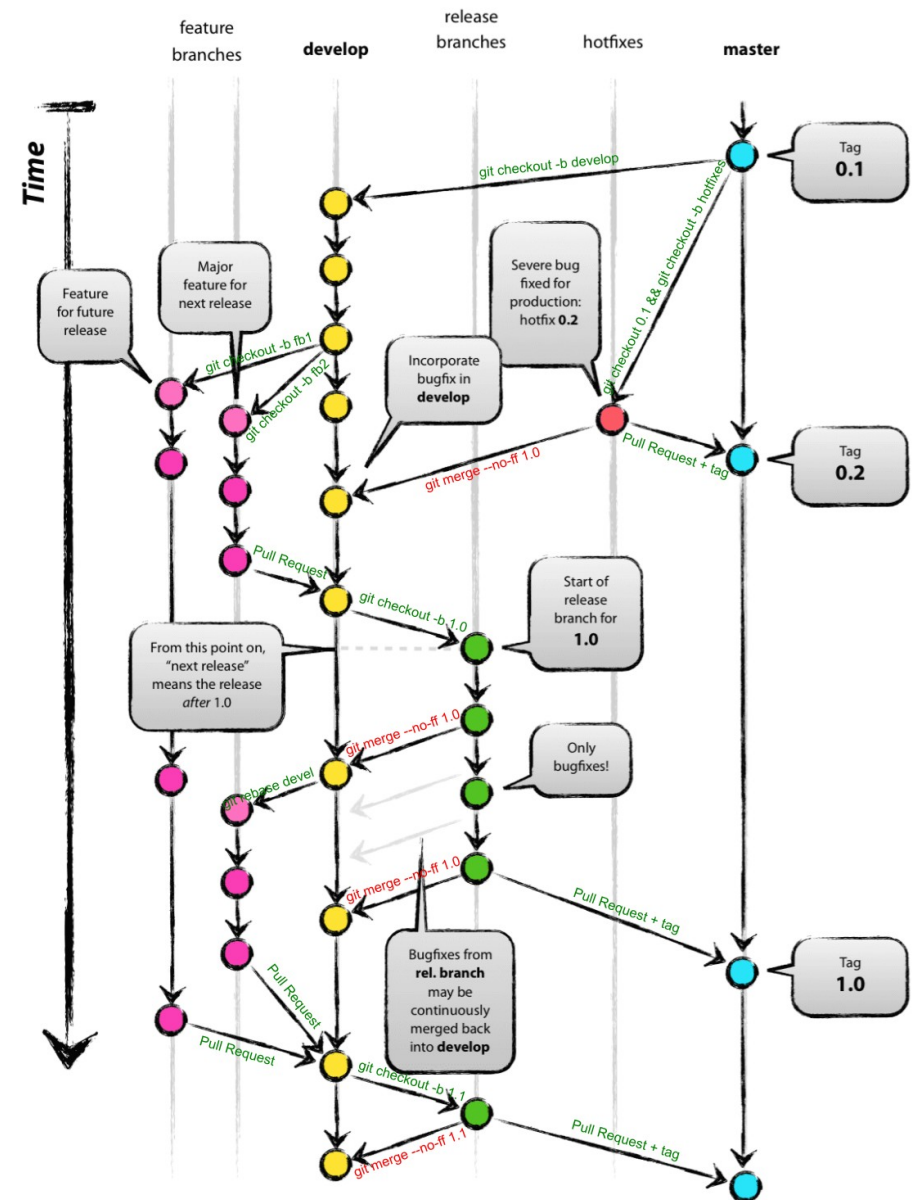 feature
branches
develop
release
branches
hotfixes
master
Time
Tag
0.1
git checkout -b develop
git checkout 0.1 && git checkout -b hotfixes
Severe bug
fixed for
production:
hotfix 0.2
Major
feature for
next release
Feature
for future
release
git checkout -b fb1
git checkout -b fb2
Incorporate
bugfix in
develop
git merge --no-ff 1.0
Pull Request + tag
Tag
0.2
Pull Request
git checkout -b 1.0
Start of
release
branch for
1.0
From this point on,
“next release”
means the release
after 1.0
git merge --no-ff 1.0
Only
bugfixes!
git rebase devel
git merge --no-ff 1.0
Pull Request + tag
Bugfixes from
rel. branch
may be
continuously
merged back
into develop
Tag
1.0
Pull Request
Pull Request
git checkout -b 1.1
Pull Request + tag
git merge --no-ff 1.1